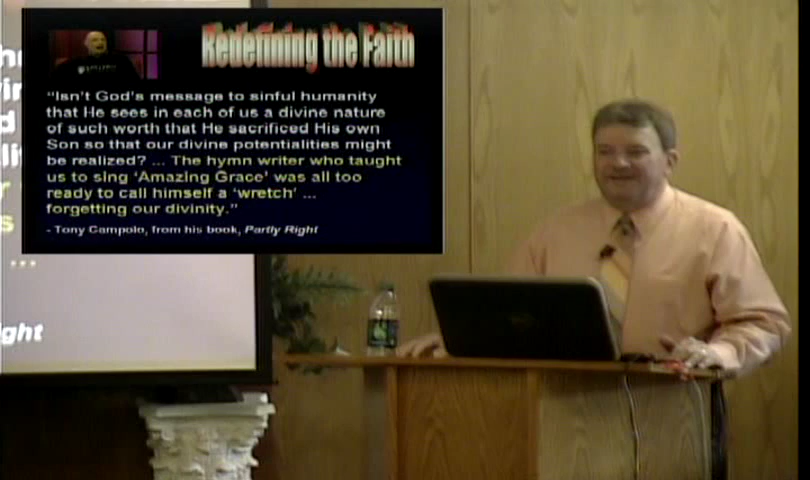 Redefining the Faith
“Isn't God's message to sinful humanity
that He sees in each of us a divine nature
of such worth that He sacrificed His own
Son so that our divine potentialities might
be realized? ... The hymn writer who taught
us to sing ‘Amazing Grace’ was all too
ready to call himself a ‘wretch’ ...
forgetting our divinity.”
- Tony Campolo, from his book, Partly Right
s
...
ght